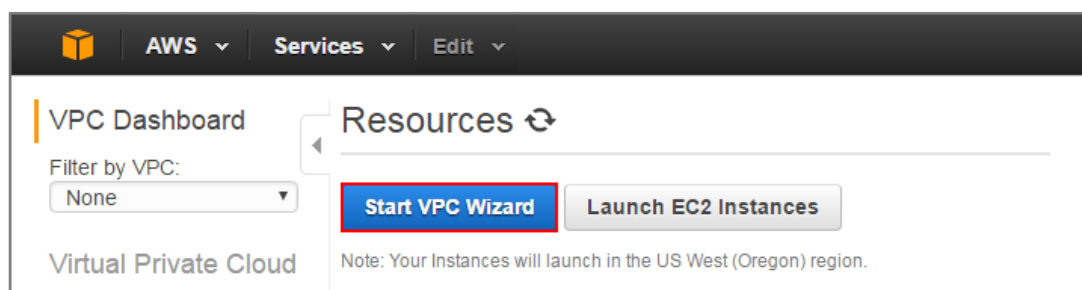 AWS Services Edit
VPC Dashboard
Filter by VPC:
None
Virtual Private Cloud
Resources
Start VPC Wizard Launch EC2 Instances
Note: Your Instances will launch in the US West (Oregon) region.